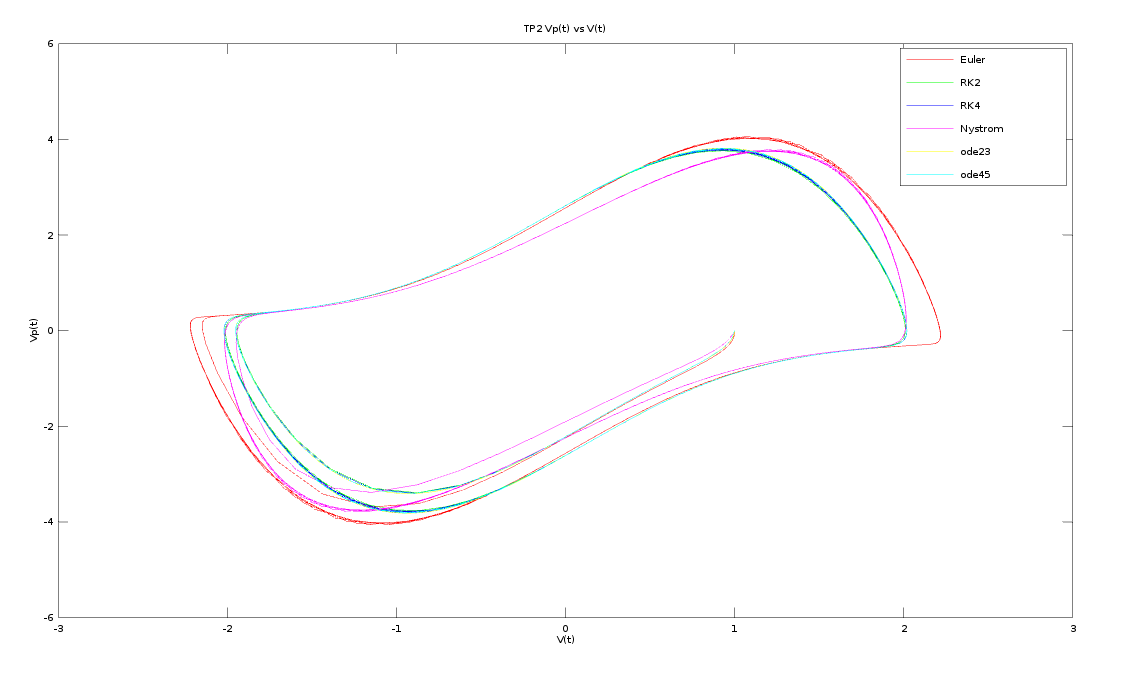 TP2 Vp(t) vs V(t)
6
4
2
0
-2
-4
-6
Vp(t)
-3
-2
-1
0
1
2
3
V(t)
Euler
RK2
RK4
Nystrom
ode23
ode45